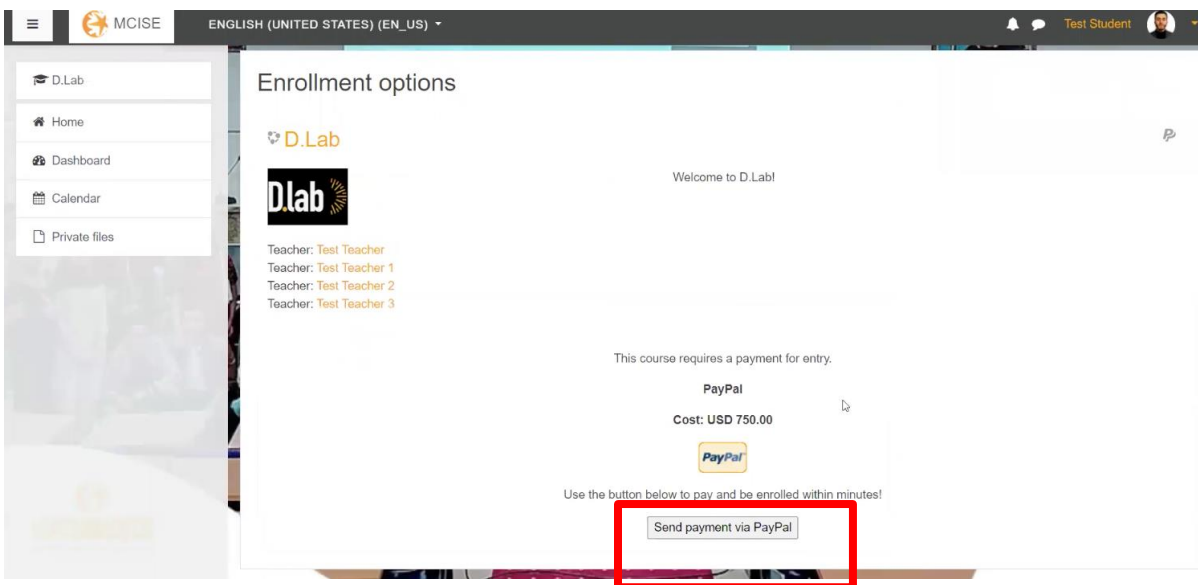 MCISE
ENGLISH (UNITED STATES) (EN_US)
Test Student
D.Lab
Home
Dashboard
Calendar
Private files
Enrollment options
D.Lab
D.lab
Welcome to D.Lab!
Teacher: Test Teacher
Teacher: Test Teacher 1
Teacher: Test Teacher 2
Teacher: Test Teacher 3
This course requires a payment for entry.
PayPal
Cost: USD 750.00
PayPal
Use the button below to pay and be enrolled within minutes!
Send payment via PayPal